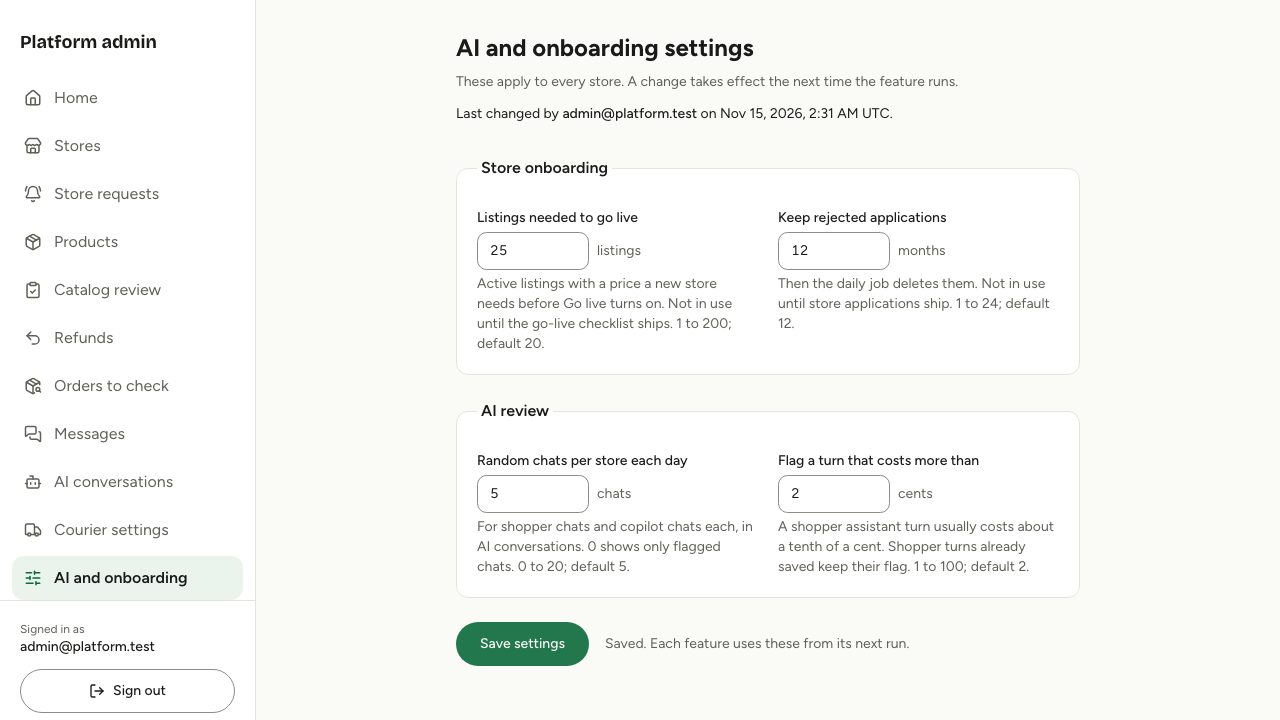 Platform admin
Home
Stores
Store requests
Products
Catalog review
Refunds
Orders to check
Messages
AI conversations
Courier settings
AI and onboarding
Signed in as
admin@platform.test
Sign out
AI and onboarding settings
These apply to every store. A change takes effect the next time the feature runs.
Last changed by admin@platform.test on Nov 15, 2026, 2:31 AM UTC.
Store onboarding
Listings needed to go live
25 listings
Active listings with a price a new store
needs before Go live turns on. Not in use
until the go-live checklist ships. 1 to 200;
default 20.
Keep rejected applications
12 months
Then the daily job deletes them. Not in use
until store applications ship. 1 to 24; default
12.
AI review
Random chats per store each day
5 chats
For shopper chats and copilot chats each, in
AI conversations. 0 shows only flagged
chats. 0 to 20; default 5.
Flag a turn that costs more than
2 cents
A shopper assistant turn usually costs about
a tenth of a cent. Shopper turns already
saved keep their flag. 1 to 100; default 2.
Save settings
Saved. Each feature uses these from its next run.